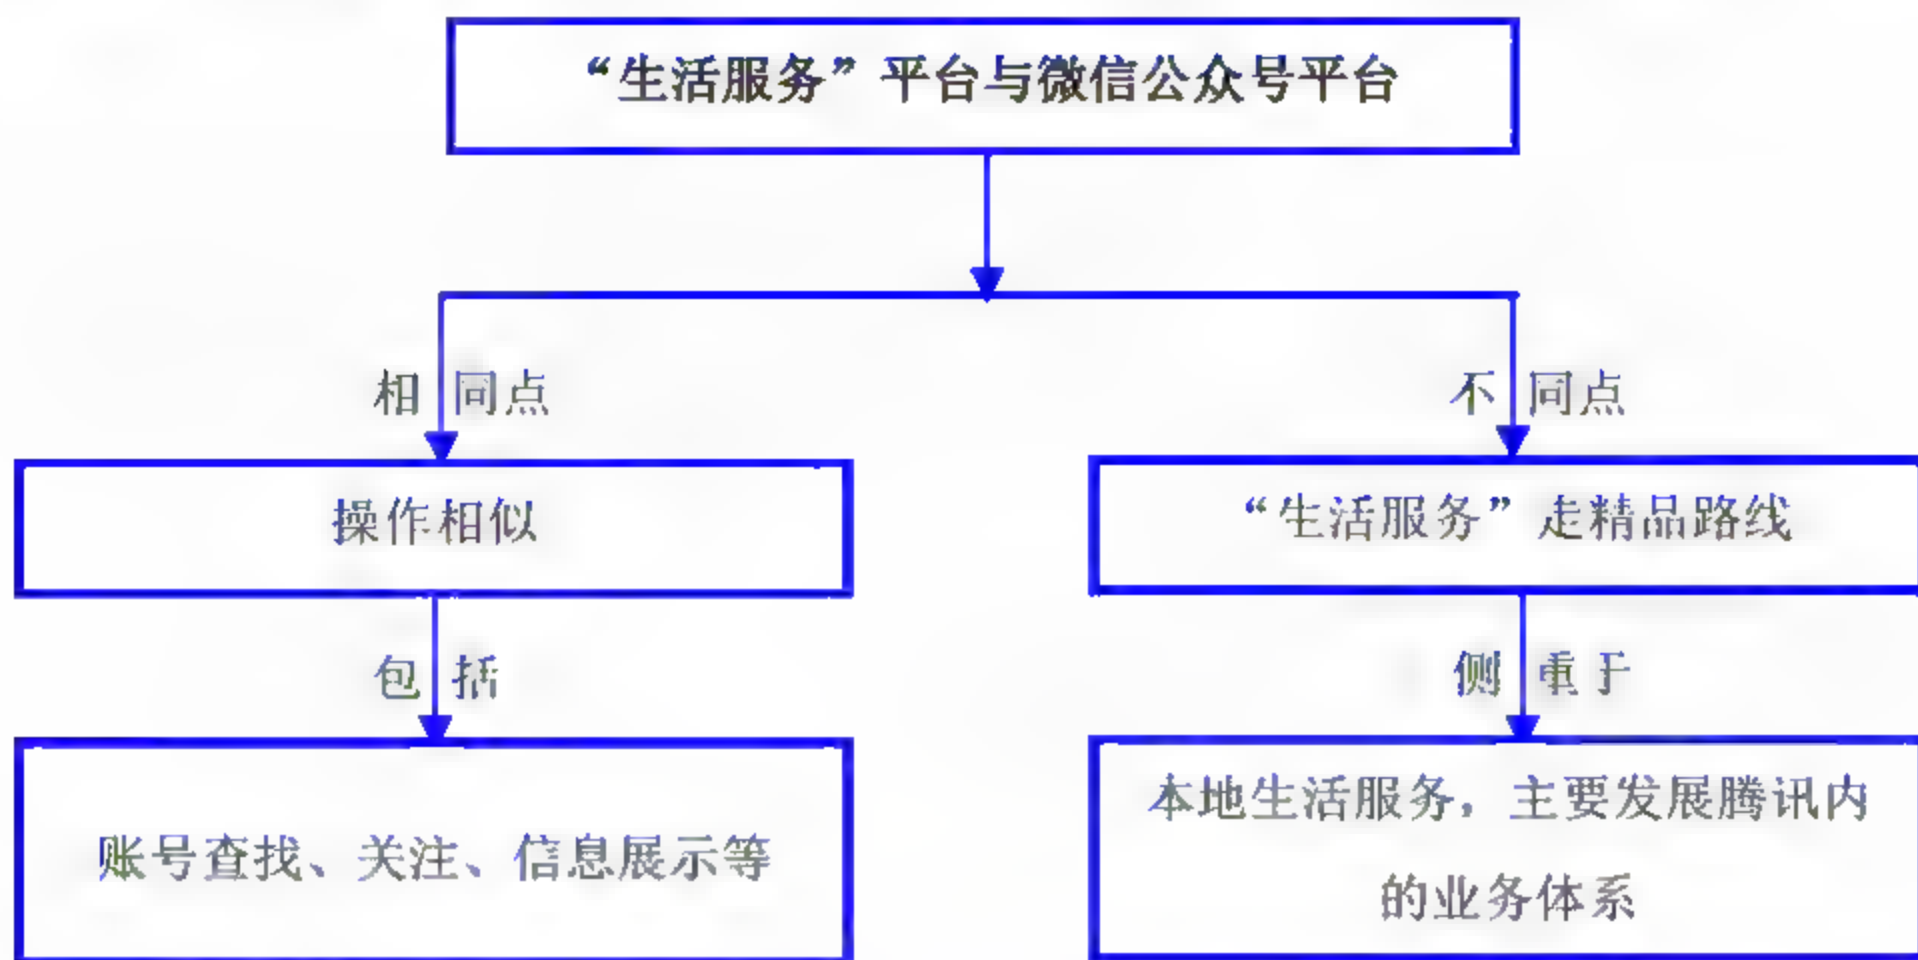 “生活服务”平台与微信公众号平台
相同点
不同点
操作相似
“生活服务”走精品路线
包括
侧重于
账号查找、关注、信息展示等
本地生活服务，主要发展腾讯内
的业务体系